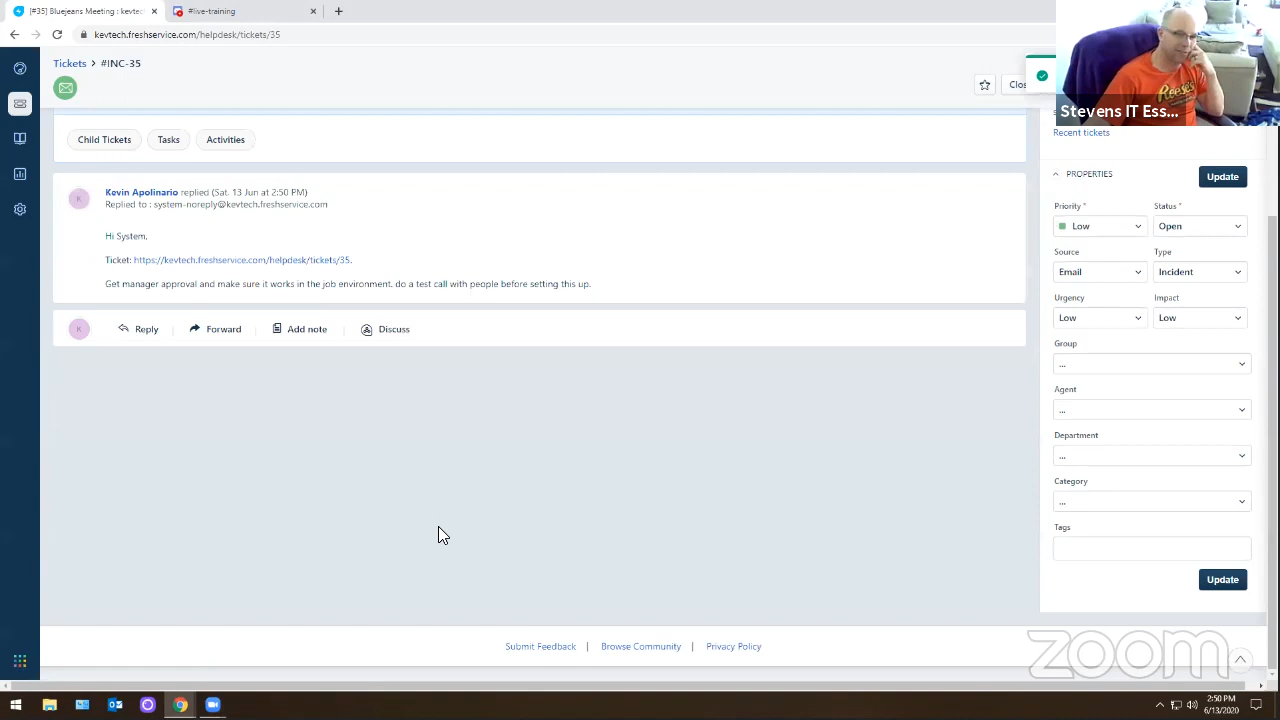 [#35] Bluejeans Meeting : kevtec
#live-training
kevtech.freshservice.com/helpdesk/tickets/35
Tickets > #INC-35
Clos
Reese's
Stevens IT Ess...
Recent tickets
Child Tickets
Tasks
Activities
PROPERTIES
Update
K
Kevin Apolinario replied (Sat, 13 Jun at 2:50 PM)
Replied to : system-noreply@kevtech.freshservice.com
Hi System,
Ticket: https://kevtech.freshservice.com/helpdesk/tickets/35.
Get manager approval and make sure it works in the job environment. do a test call with people before setting this up.
K
Reply
Forward
Add note
Discuss
Priority *
Status *
Low
Open
Source
Type
Email
Incident
Urgency
Impact
Low
Low
Group
...
Agent
...
Department
...
Category
...
Tags
Update
Submit Feedback
Browse Community
Privacy Policy
zoom
2:50 PM
6/13/2020